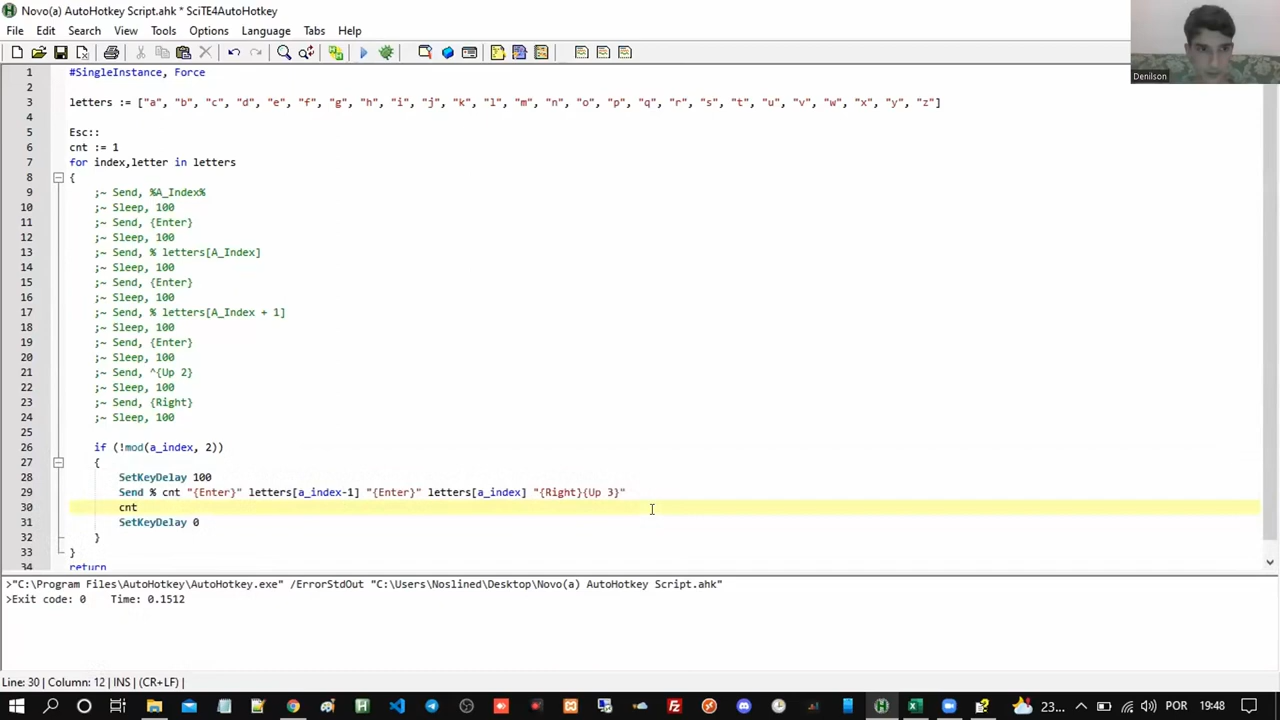 Novo(a) AutoHotkey Script.ahk * SciTE4AutoHotkey
File Edit Search View Tools Options Language Tabs Help
Denilson
1 #SingleInstance, Force
2
3 letters := ["a", "b", "c", "d", "e", "f", "g", "h", "i", "j", "k", "l", "m", "n", "o", "p", "q", "r", "s", "t", "u", "v", "w", "x", "y", "z"]
4
5 Esc::
6 cnt := 1
7 for index,letter in letters
8 {
9 ;~ Send, %A_Index%
10 ;~ Sleep, 100
11 ;~ Send, {Enter}
12 ;~ Sleep, 100
13 ;~ Send, % letters[A_Index]
14 ;~ Sleep, 100
15 ;~ Send, {Enter}
16 ;~ Sleep, 100
17 ;~ Send, % letters[A_Index + 1]
18 ;~ Sleep, 100
19 ;~ Send, {Enter}
20 ;~ Sleep, 100
21 ;~ Send, ^{Up 2}
22 ;~ Sleep, 100
23 ;~ Send, {Right}
24 ;~ Sleep, 100
25
26 if (!mod(a_index, 2))
27 {
28 SetKeyDelay 100
29 Send % cnt "{Enter}" letters[a_index-1] "{Enter}" letters[a_index] "{Right}{Up 3}"
30 cnt
31 SetKeyDelay 0
32 }
33 }
34 return
>"C:\Program Files\AutoHotkey\AutoHotkey.exe" /ErrorStdOut "C:\Users\Noslined\Desktop\Novo(a) AutoHotkey Script.ahk"
>Exit code: 0 Time: 0.1512
Line: 30 | Column: 12 | INS | (CR+LF) |
23... POR 19:48